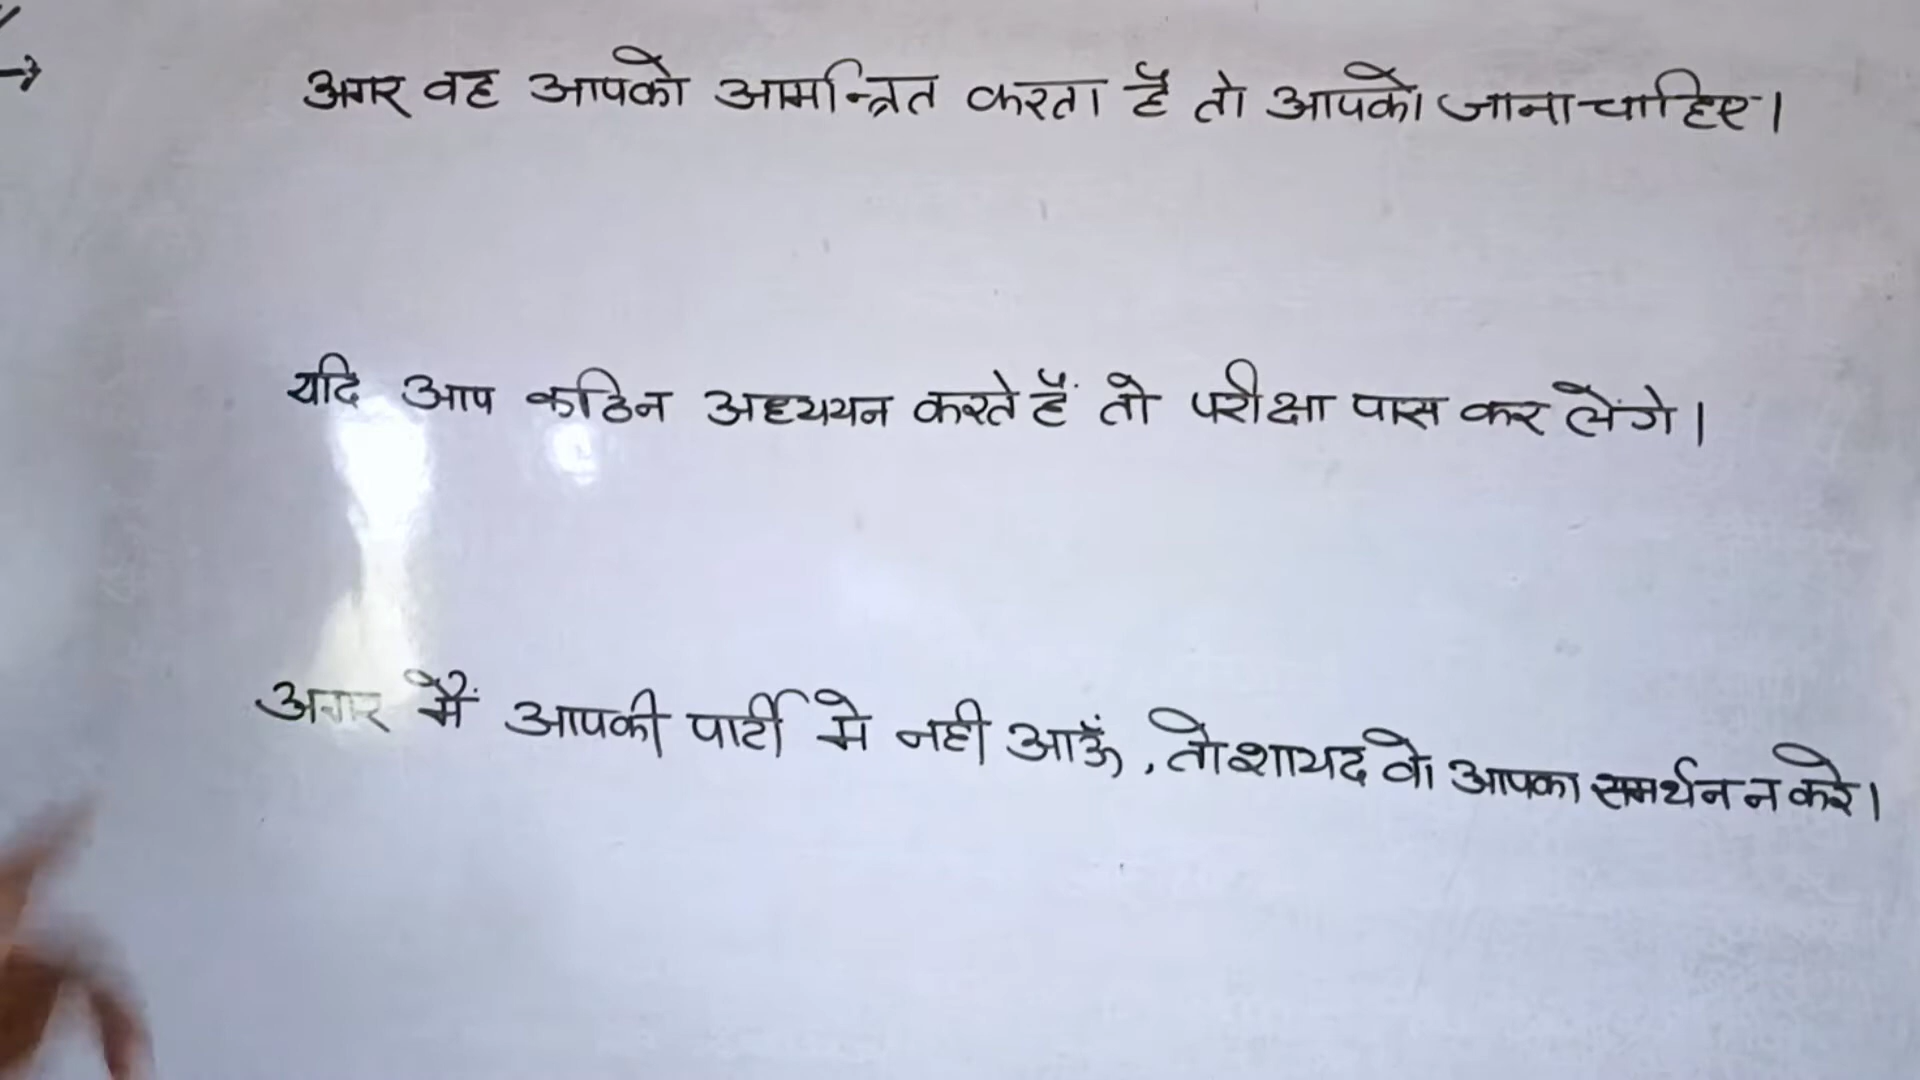 → अगर वह आपको आमन्त्रित करता है तो आपको जाना चाहिए।
यदि आप कठिन अध्ययन करते हैं तो परीक्षा पास कर लेंगे।
अगर मैं आपकी पार्टी मे नही आऊँ, तो शायद वो आपका समर्थन न करे।